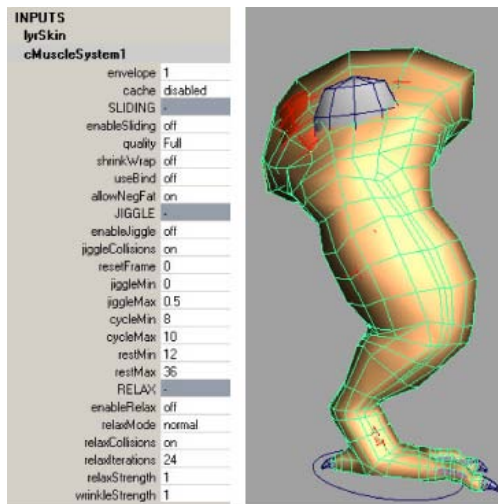 INPUTS
lyrSkin
cMuscleSystem1
envelope 1
cache disabled
SLIDING -
enableSliding off
quality Full
shrinkWrap off
useBind off
allowNegFat on
JIGGLE -
enableJiggle off
jiggleCollisions on
resetFrame 0
jiggleMin 0
jiggleMax 0.5
cycleMin 8
cycleMax 10
restMin 12
restMax 36
RELAX -
enableRelax off
relaxMode normal
relaxCollisions on
relaxIterations 24
relaxStrength 1
wrinkleStrength 1